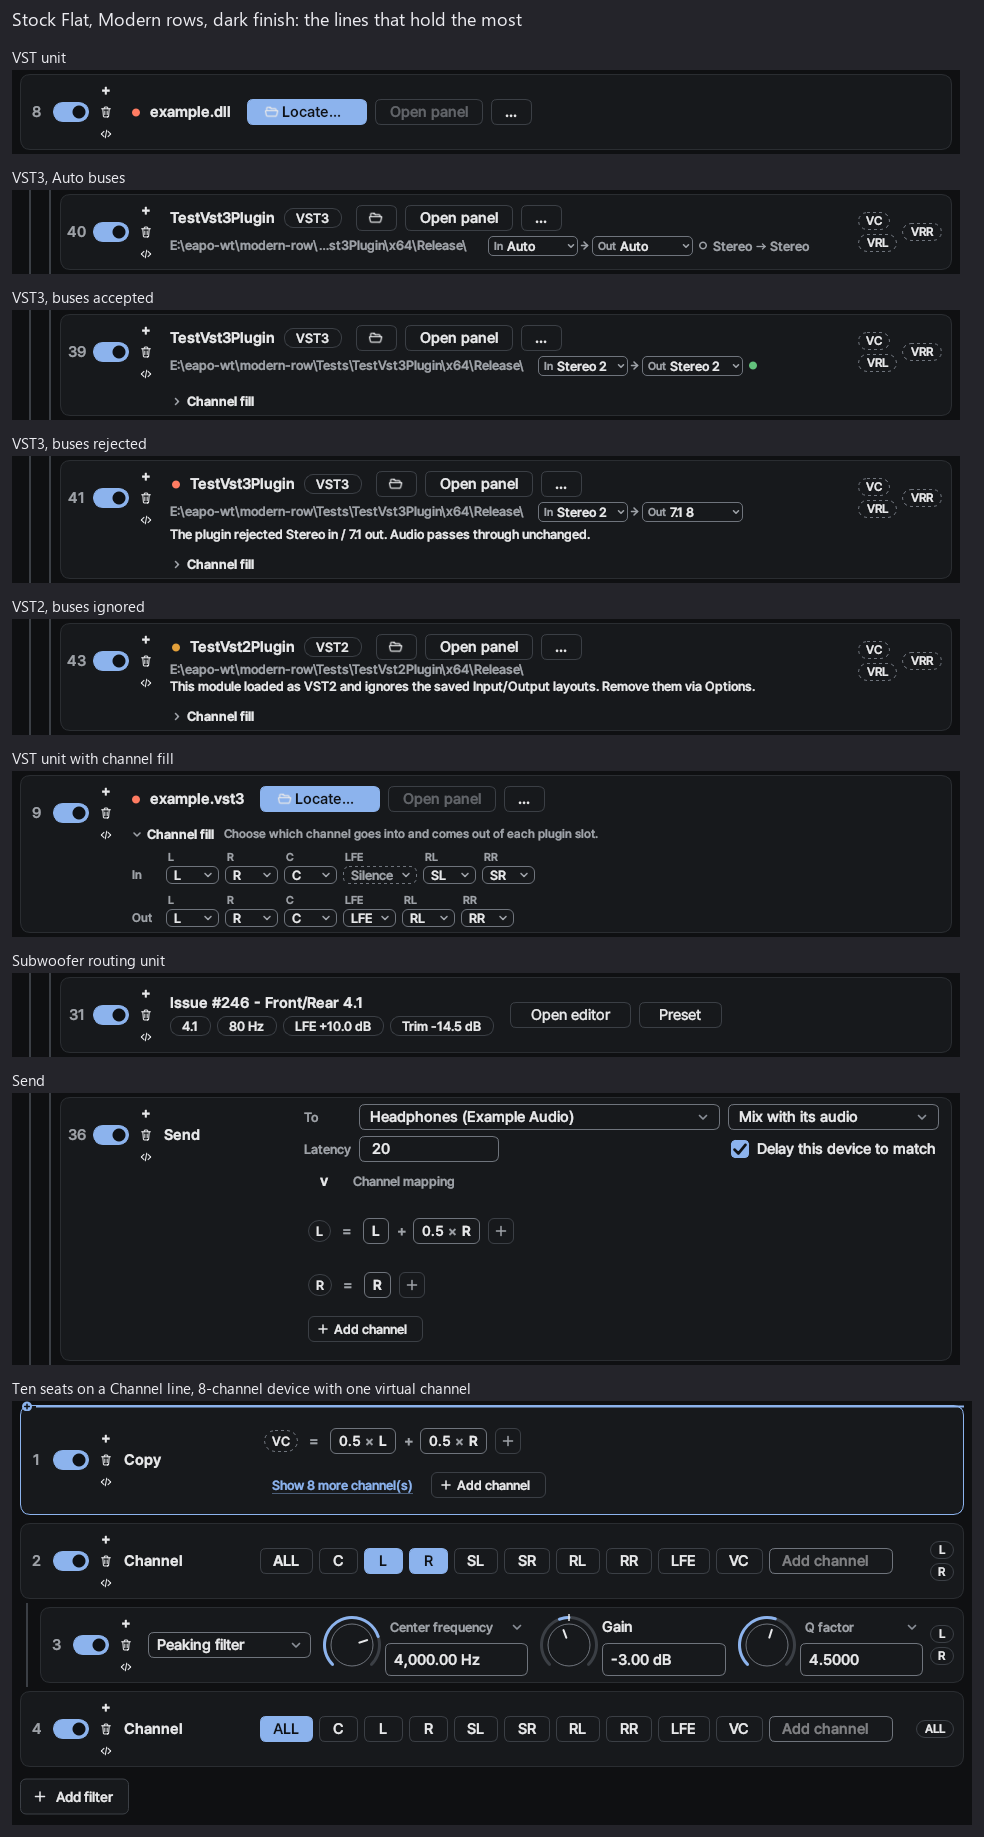 Stock Flat, Modern rows, dark finish: the lines that hold the most
VST unit
8 example.dll Locate... Open panel ...
VST3, Auto buses
40 TestVst3Plugin VST3 Open panel ...
E:\eapo-wt\modern-row\...st3Plugin\x64\Release\ In Auto → Out Auto Stereo → Stereo
VC
VRL
VRR
VST3, buses accepted
39 TestVst3Plugin VST3 Open panel ...
E:\eapo-wt\modern-row\Tests\TestVst3Plugin\x64\Release\ In Stereo 2 → Out Stereo 2
VC
VRL
VRR
Channel fill
VST3, buses rejected
41 TestVst3Plugin VST3 Open panel ...
E:\eapo-wt\modern-row\Tests\TestVst3Plugin\x64\Release\ In Stereo 2 → Out 7.1 8
VC
VRL
VRR
The plugin rejected Stereo in / 7.1 out. Audio passes through unchanged.
Channel fill
VST2, buses ignored
43 TestVst2Plugin VST2 Open panel ...
E:\eapo-wt\modern-row\Tests\TestVst2Plugin\x64\Release\
VC
VRL
VRR
This module loaded as VST2 and ignores the saved Input/Output layouts. Remove them via Options.
Channel fill
VST unit with channel fill
9 example.vst3 Locate... Open panel ...
Channel fill Choose which channel goes into and comes out of each plugin slot.
L R C LFE RL RR
In L R C Silence SL SR
L R C LFE RL RR
Out L R C LFE RL RR
Subwoofer routing unit
31 Issue #246 - Front/Rear 4.1 Open editor Preset
4.1 80 Hz LFE +10.0 dB Trim -14.5 dB
Send
36 Send To Headphones (Example Audio) Mix with its audio
Latency 20 Delay this device to match
v Channel mapping
L = L + 0.5 × R +
R = R +
+ Add channel
Ten seats on a Channel line, 8-channel device with one virtual channel
1 Copy VC = 0.5 × L + 0.5 × R +
Show 8 more channel(s) + Add channel
2 Channel ALL C L R SL SR RL RR LFE VC Add channel
L
R
3 Peaking filter Center frequency Gain Q factor
4,000.00 Hz -3.00 dB 4.5000
L
R
4 Channel ALL C L R SL SR RL RR LFE VC Add channel ALL
+ Add filter